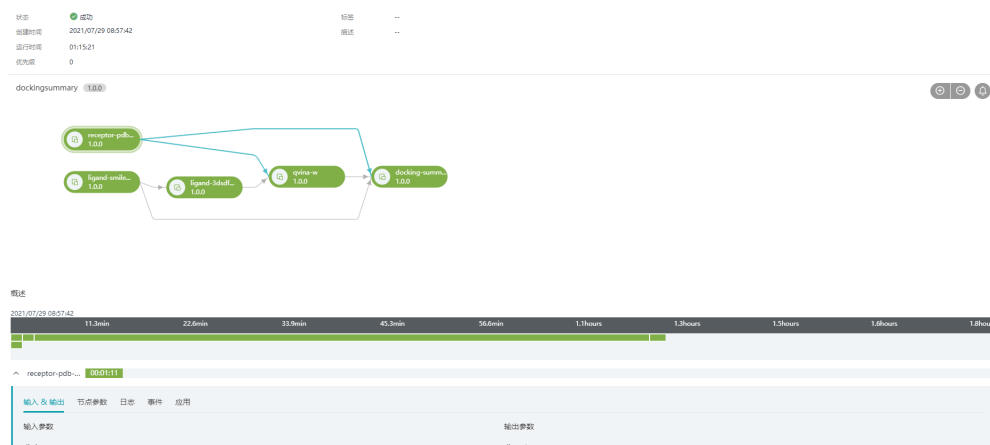 状态 成功 标签 --
创建时间 2021/07/29 08:57:42 描述 --
运行时间 01:15:21
优先级 0
dockingsummary 1.0.0
receptor-pdb...
1.0.0
ligand-smile...
1.0.0
ligand-3dsdf...
1.0.0
qvina-w
1.0.0
docking-summ...
1.0.0
概述
2021/07/29 08:57:42
11.3min 22.6min 33.9min 45.3min 56.6min 1.1hours 1.3hours 1.5hours 1.6hours 1.8hou
receptor-pdb-... 00:01:11
输入 & 输出 节点参数 日志 事件 应用
输入参数 输出参数